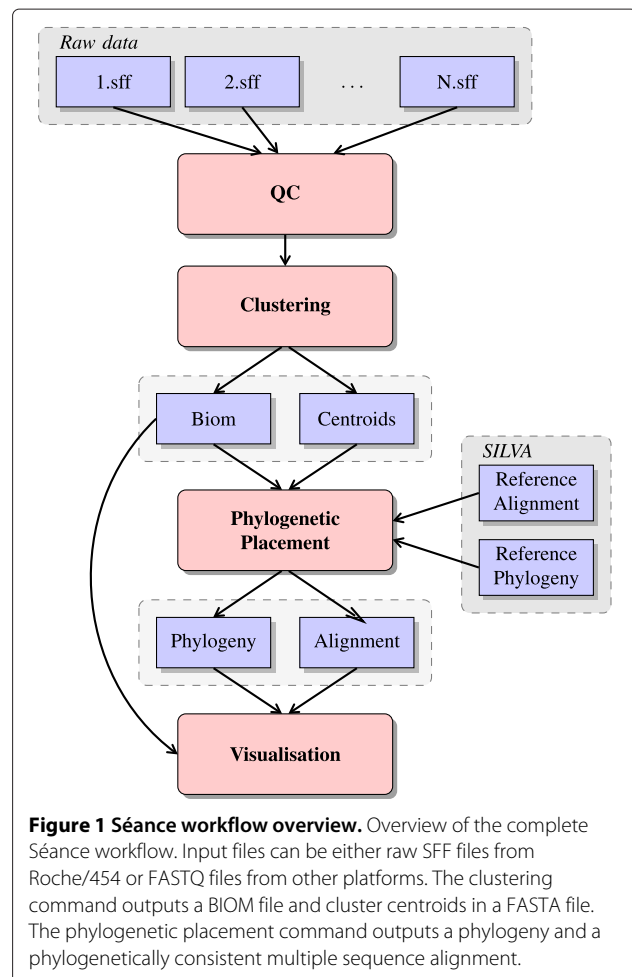 Raw data
1.sff
2.sff
...
N.sff
QC
Clustering
Biom
Centroids
SILVA
Reference
Alignment
Phylogenetic
Placement
Reference
Phylogeny
Phylogeny
Alignment
Visualisation
Figure 1 Séance workflow overview. Overview of the complete
Séance workflow. Input files can be either raw SFF files from
Roche/454 or FASTQ files from other platforms. The clustering
command outputs a BIOM file and cluster centroids in a FASTA file.
The phylogenetic placement command outputs a phylogeny and a
phylogenetically consistent multiple sequence alignment.